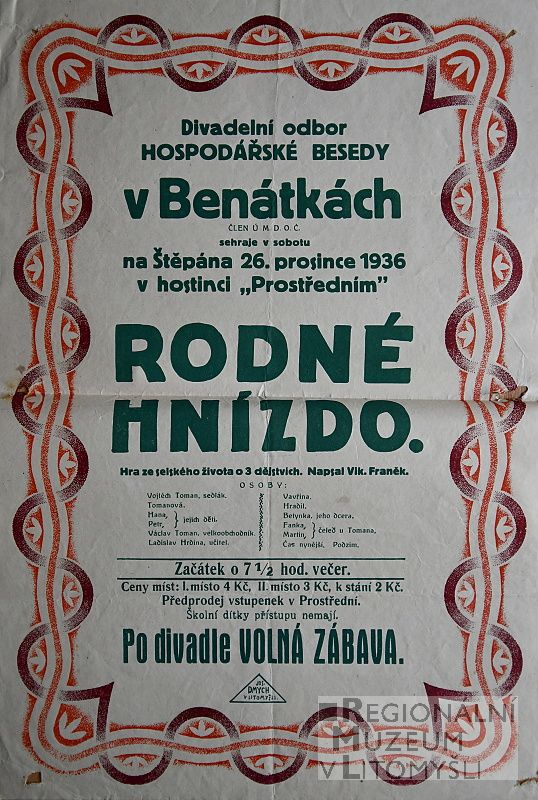 Divadelní odbor
HOSPODÁŘSKÉ BESEDY
v Benátkách
ČLEN Ú. M. D. O. Č.
sehraje v sobotu
na Štěpána 26. prosince 1936
v hostinci „Prostředním”
RODNÉ
HNÍZDO.
Hra ze selského života o 3 dějstvích. Napsal Vlk. Franěk.
OSOBY:
Vojtěch Toman, sedlák.
Tomanová.
Hana, } jejich děti.
Petr,
Václav Toman, velkoobchodník.
Ladislav Hrdina, učitel.
Vavřina.
Hradil.
Betynka, jeho dcera,
Fanka, } čeleď u Tomana,
Martin,
Čas nynější. Podzim.
Začátek o 7 1/2 hod. večer.
Ceny míst: I. místo 4 Kč, II. místo 3 Kč, k stání 2 Kč.
Předprodej vstupenek v Prostřední.
Školní dítky přístupu nemají.
Po divadle VOLNÁ ZÁBAVA.
JOS.
DMYCH
V LITOMYŠLI.
REGIONÁLNÍ
MUZEUM
V LITOMYŠLI